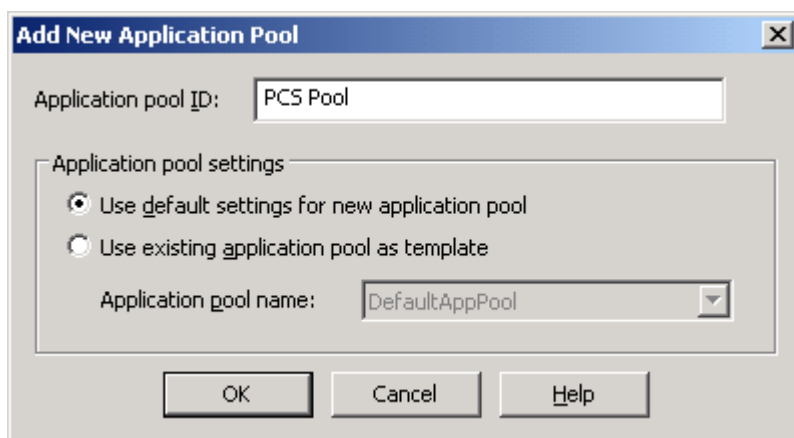 Add New Application Pool
Application pool ID: PCS Pool
Application pool settings
Use default settings for new application pool
Use existing application pool as template
Application pool name: DefaultAppPool
OK Cancel Help